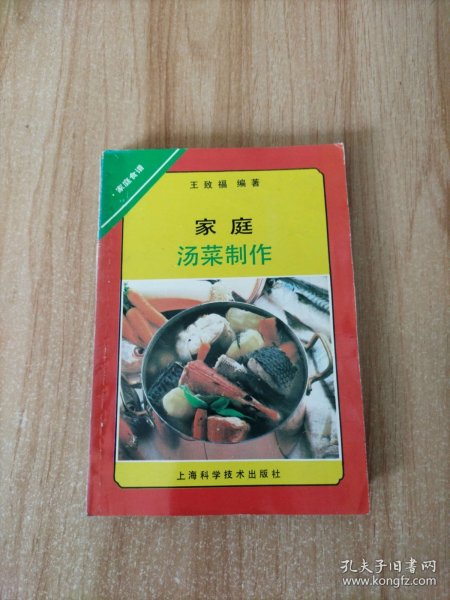 ·家庭食谱
王致福 编著
家庭
汤菜制作
上海科学技术出版社
孔夫子旧书网
www.kongfz.com